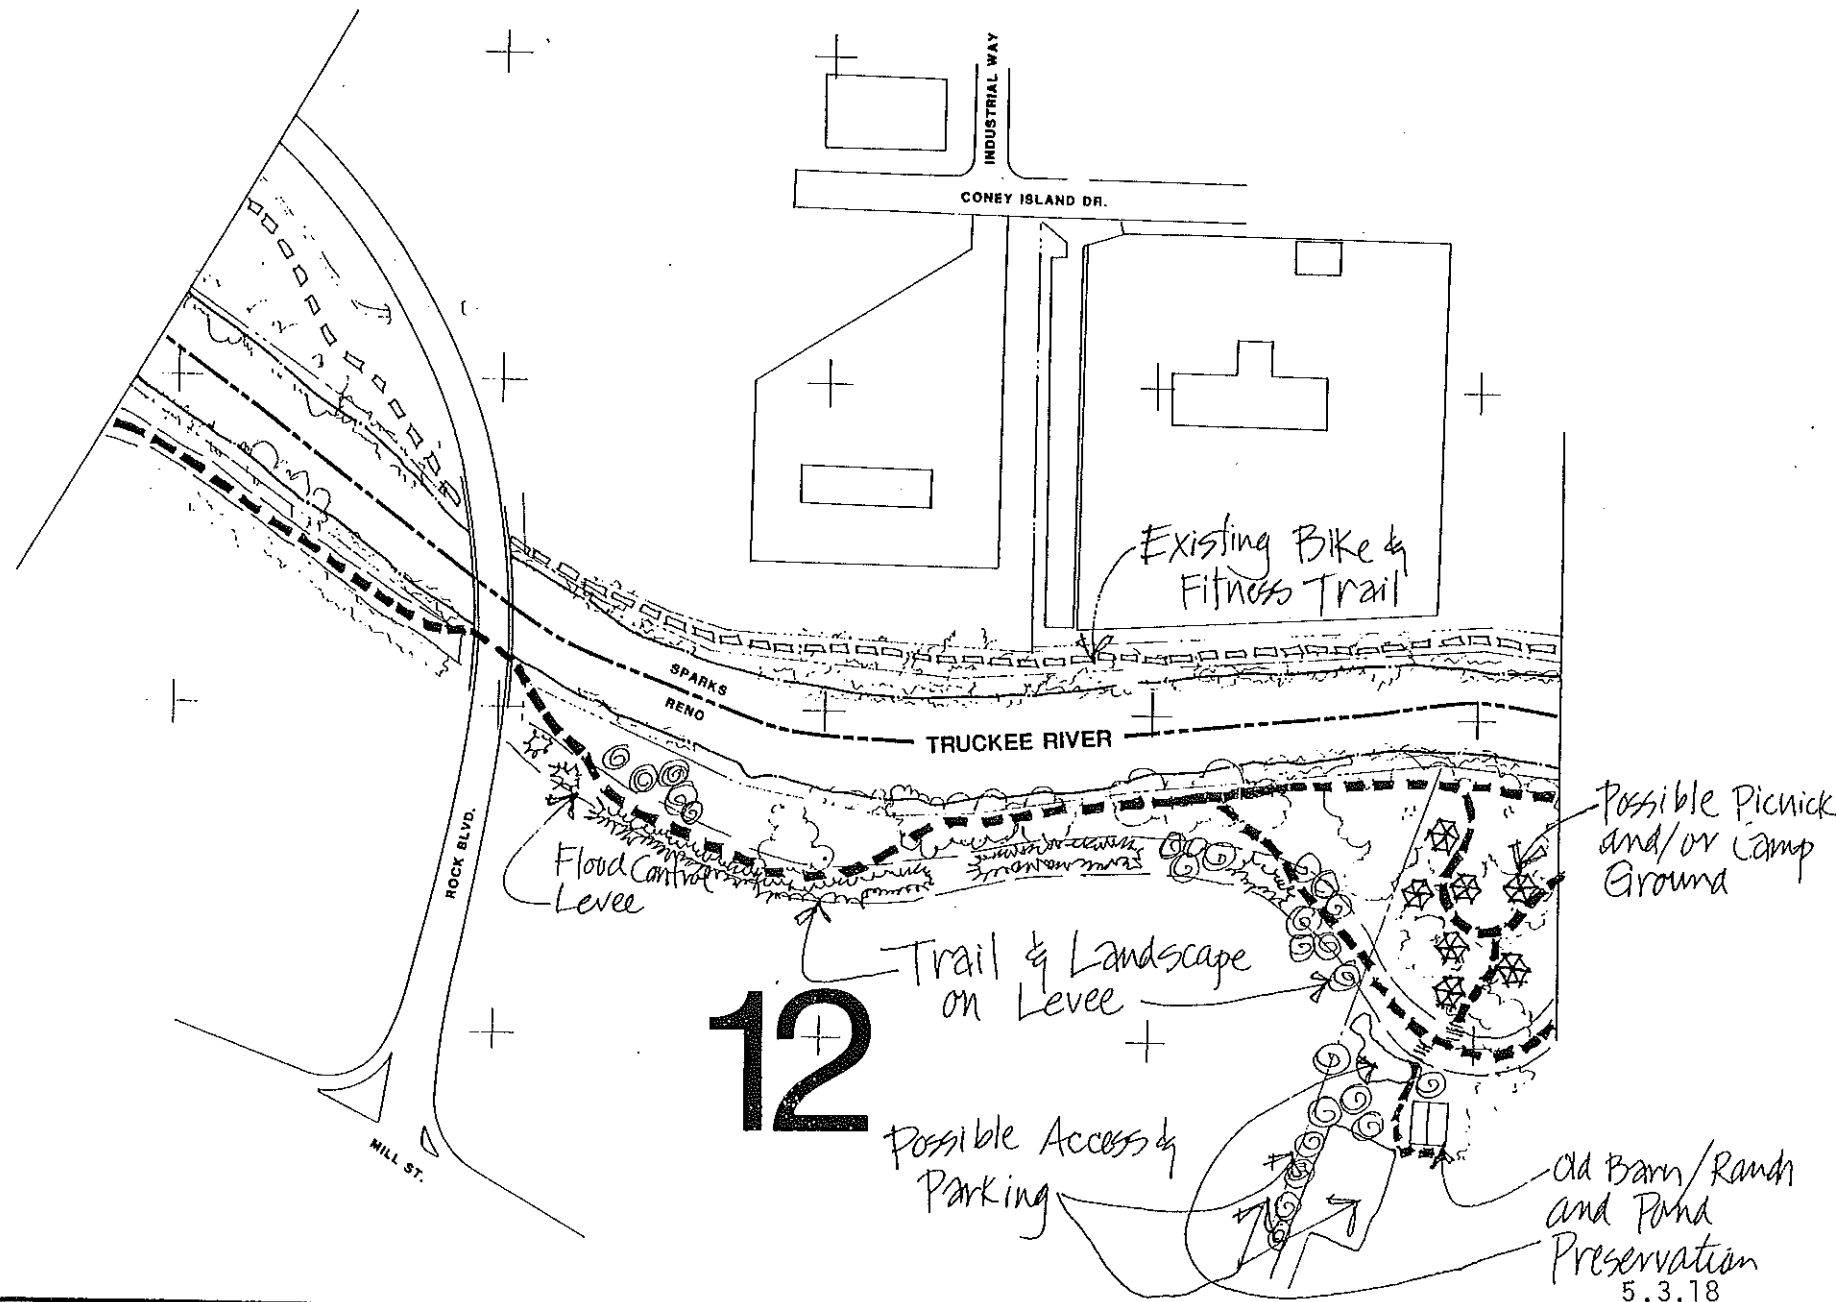 INDUSTRIAL WAY
CONEY ISLAND DR.
Existing Bike &
Fitness Trail
SPARKS
RENO
TRUCKEE RIVER
ROCK BLVD.
Flood Control
Levee
Possible Picnick
and/or Camp
Ground
Trail & Landscape
on Levee
12
Possible Access &
Parking
MILL ST.
Old Barn/Ranch
and Pond
Preservation
5.3.18